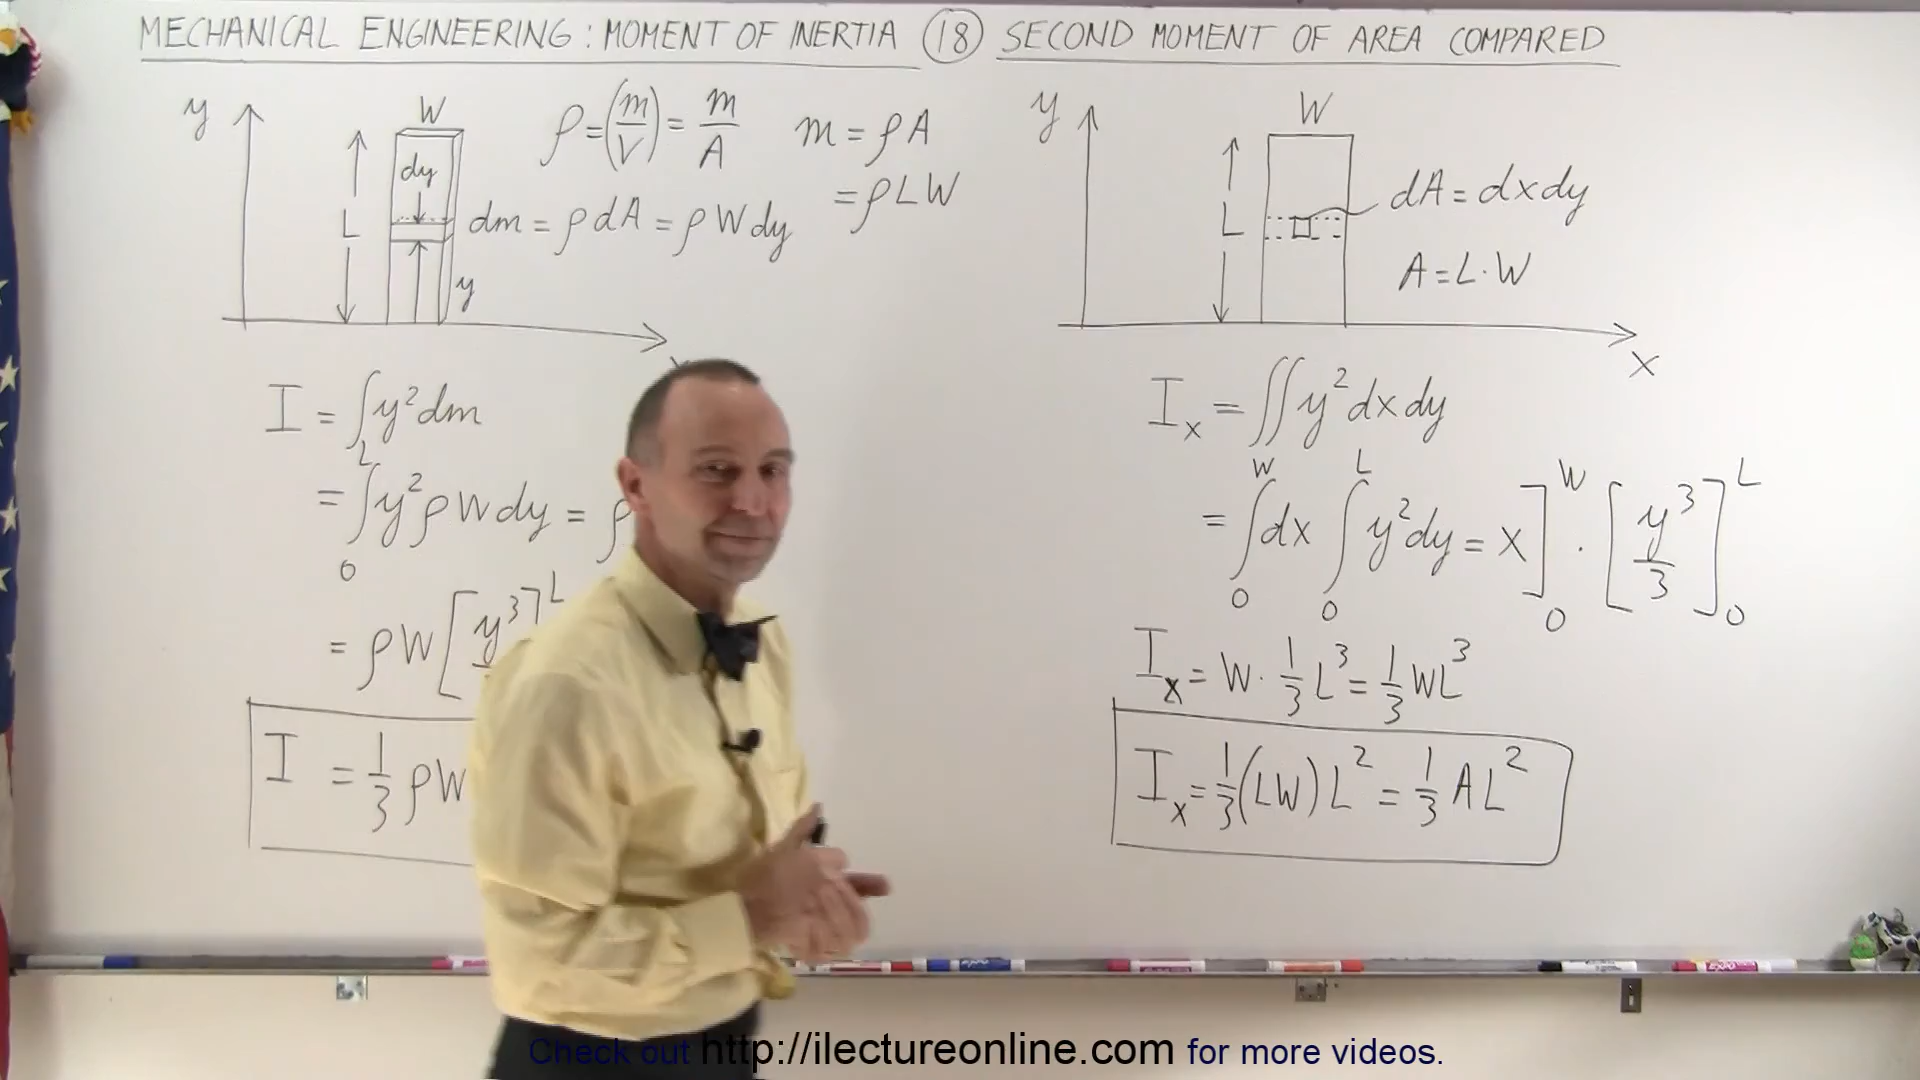 MECHANICAL ENGINEERING: MOMENT OF INERTIA (18) SECOND MOMENT OF AREA COMPARED
y
W
dy
L
y
ρ = (m/V) = m/A
m = ρA
= ρLW
dm = ρdA = ρWdy
I = ∫y²dm
= ∫₀ᴸ y²ρWdy = ρ
= ρW[y³ ]ᴸ
I = 1/3 ρW
y
W
L
dA = dxdy
A = L·W
x
Iₓ = ∬y²dxdy
= ∫₀ᵂ dx ∫₀ᴸ y²dy = x]₀ᵂ · [y³/3]₀ᴸ
Iₓ = W · 1/3 L³ = 1/3 WL³
Iₓ = 1/3 (LW) L² = 1/3 AL²
Check out http://ilectureonline.com for more videos.